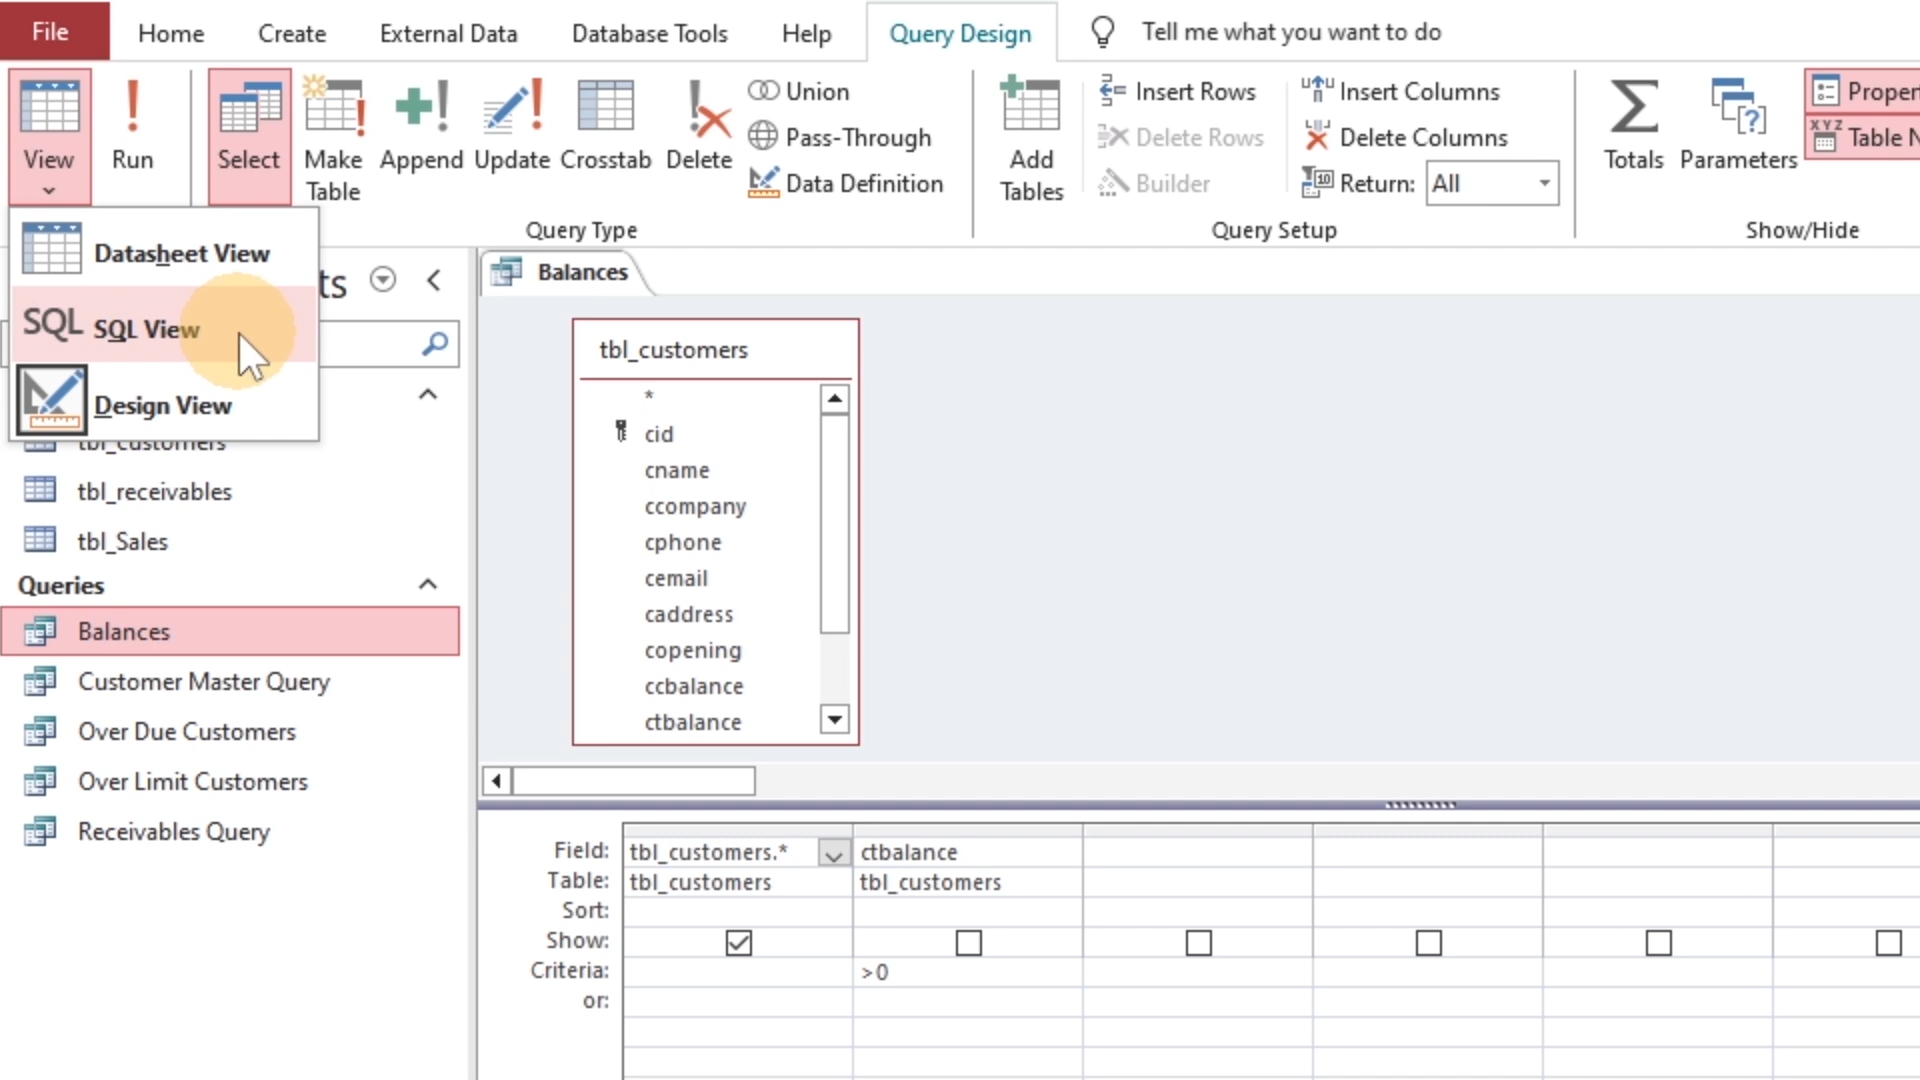 File Home Create External Data Database Tools Help Query Design Tell me what you want to do
View Run Select Make Table Append Update Crosstab Delete
Union
Pass-Through
Data Definition
Query Type
Add Tables
Insert Rows
Delete Rows
Builder
Insert Columns
Delete Columns
Return: All
Query Setup
Totals Parameters
Proper
XYZ Table N
Show/Hide
Datasheet View
SQL SQL View
Design View
ts
tbl_customers
tbl_receivables
tbl_Sales
Queries
Balances
Customer Master Query
Over Due Customers
Over Limit Customers
Receivables Query
Balances
tbl_customers
*
cid
cname
ccompany
cphone
cemail
caddress
copening
ccbalance
ctbalance
Field: tbl_customers.* ctbalance
Table: tbl_customers tbl_customers
Sort:
Show:
Criteria: >0
or: